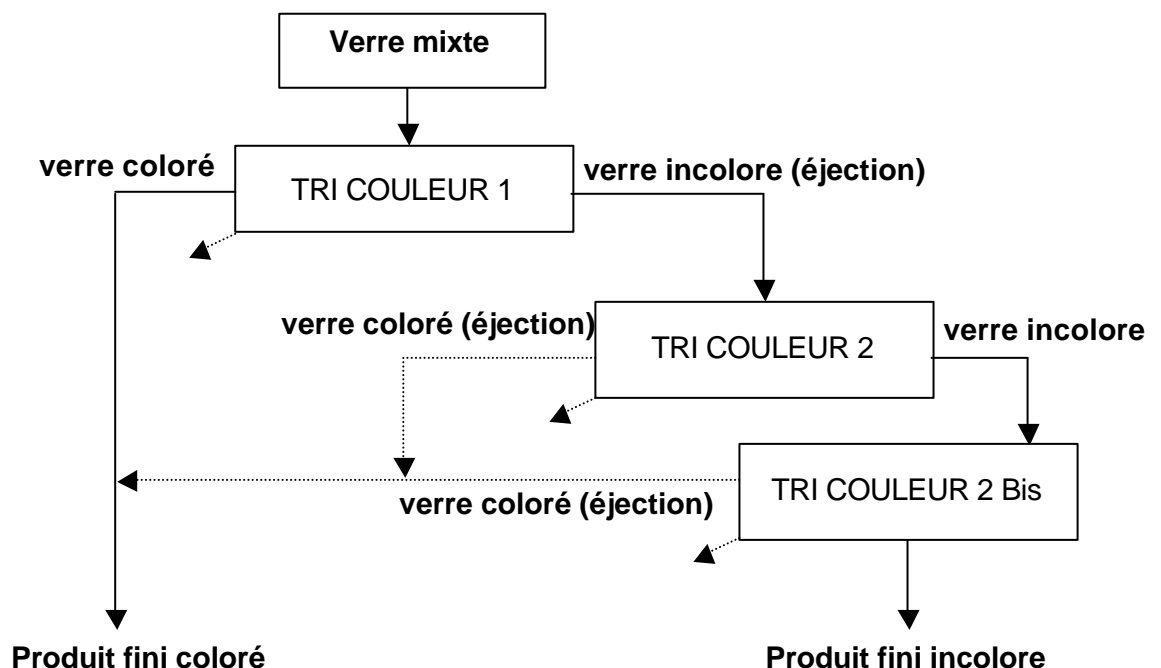 Verre mixte
verre coloré
TRI COULEUR 1
verre incolore (éjection)
verre coloré (éjection)
TRI COULEUR 2
verre incolore
verre coloré (éjection)
TRI COULEUR 2 Bis
Produit fini coloré
Produit fini incolore